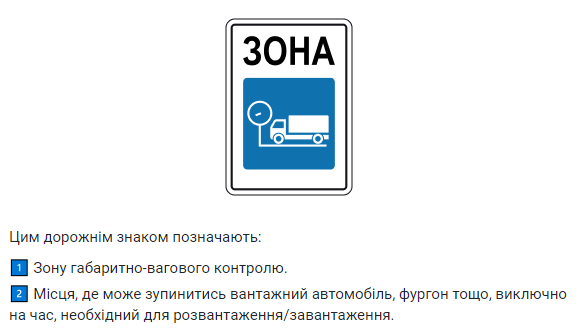 ЗОНА
Цим дорожнім знаком позначають:
1 Зону габаритно-вагового контролю.
2 Місця, де може зупинитись вантажний автомобіль, фургон тощо, виключно
на час, необхідний для розвантаження/завантаження.